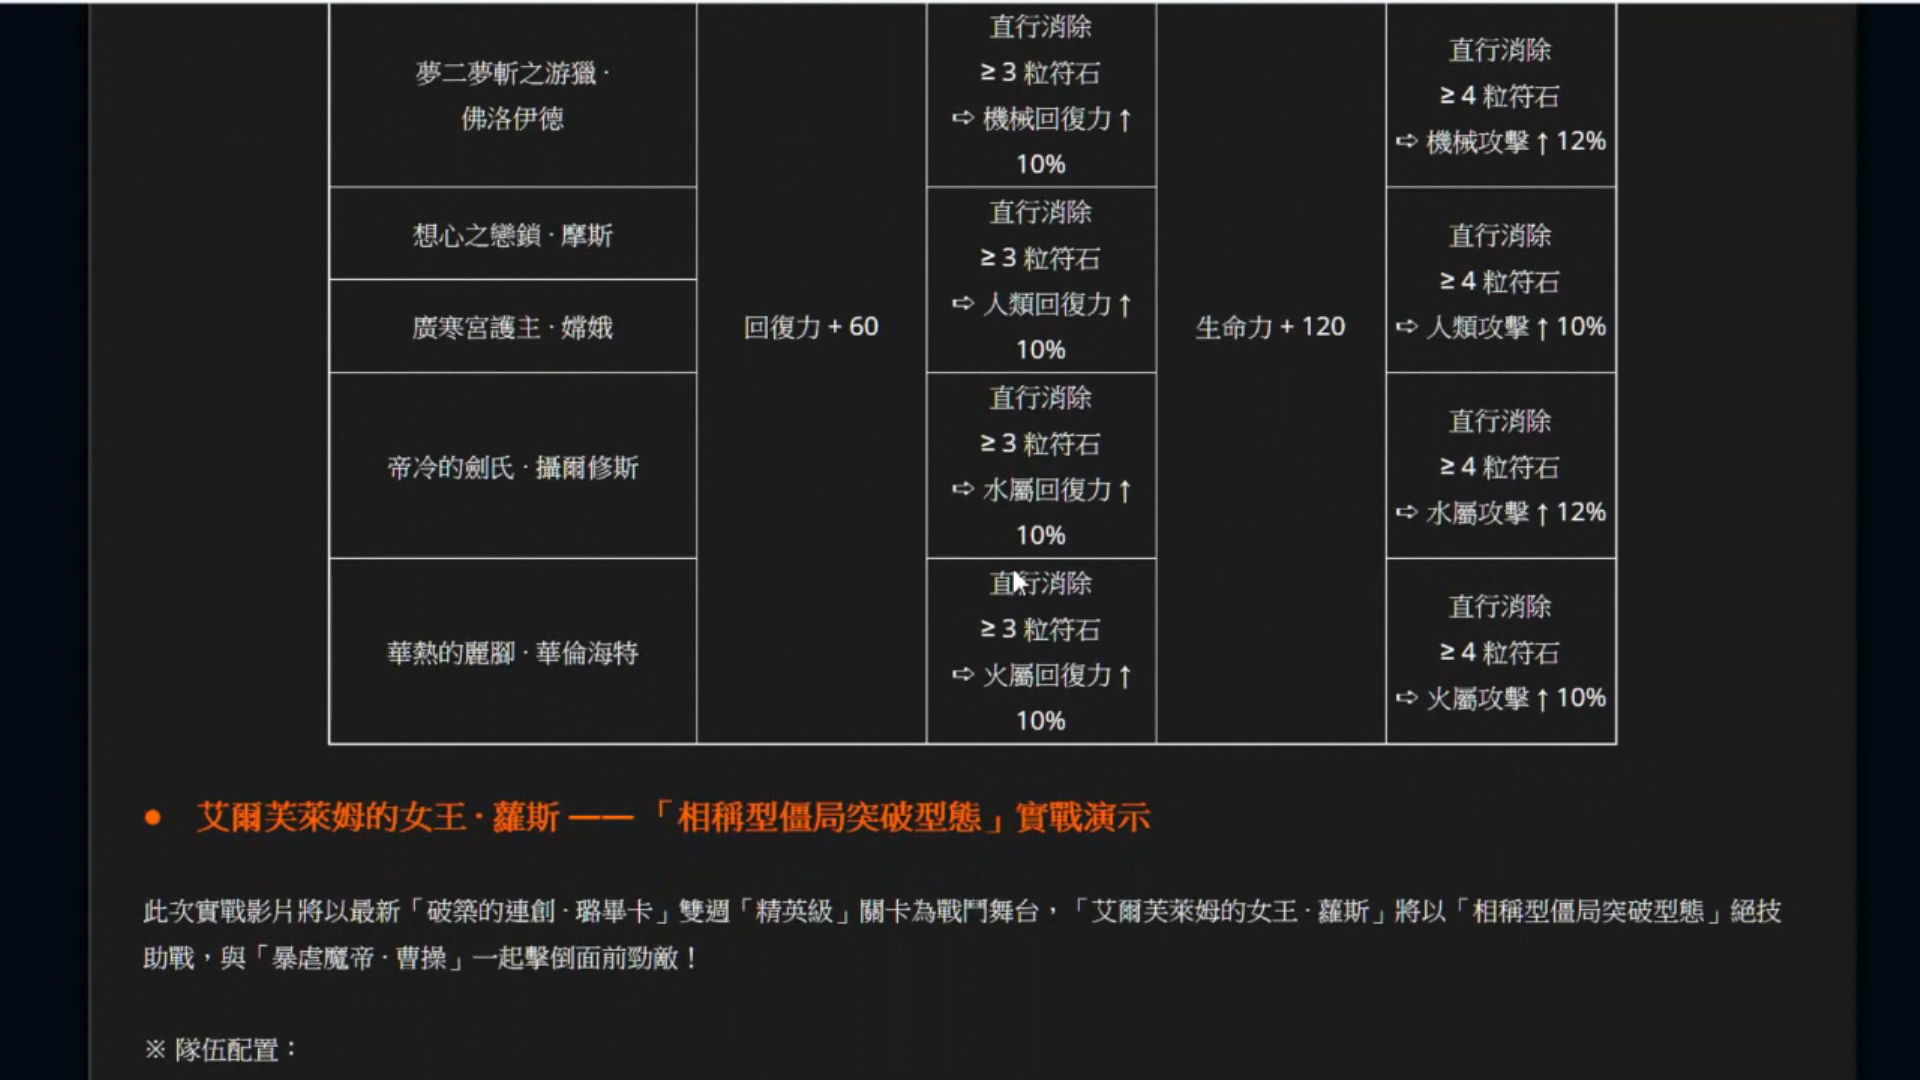 夢二夢斬之游獵 ·
佛洛伊德
直行消除
≥ 3 粒符石
⇨ 機械回復力 ↑
10%
直行消除
≥ 4 粒符石
⇨ 機械攻擊 ↑ 12%
想心之戀鎖 · 摩斯
廣寒宮護主 · 嫦娥
回復力 + 60
直行消除
≥ 3 粒符石
⇨ 人類回復力 ↑
10%
生命力 + 120
直行消除
≥ 4 粒符石
⇨ 人類攻擊 ↑ 10%
帝冷的劍氏 · 攝爾修斯
直行消除
≥ 3 粒符石
⇨ 水屬回復力 ↑
10%
直行消除
≥ 4 粒符石
⇨ 水屬攻擊 ↑ 12%
華熱的麗腳 · 華倫海特
直行消除
≥ 3 粒符石
⇨ 火屬回復力 ↑
10%
直行消除
≥ 4 粒符石
⇨ 火屬攻擊 ↑ 10%
● 艾爾芙萊姆的女王 · 蘿斯 —— 「相稱型僵局突破型態」實戰演示
此次實戰影片將以最新「破築的連創 · 璐畢卡」雙週「精英級」關卡為戰鬥舞台，「艾爾芙萊姆的女王 · 蘿斯」將以「相稱型僵局突破型態」絕技
助戰，與「暴虐魔帝 · 曹操」一起擊倒面前勁敵！
※ 隊伍配置：